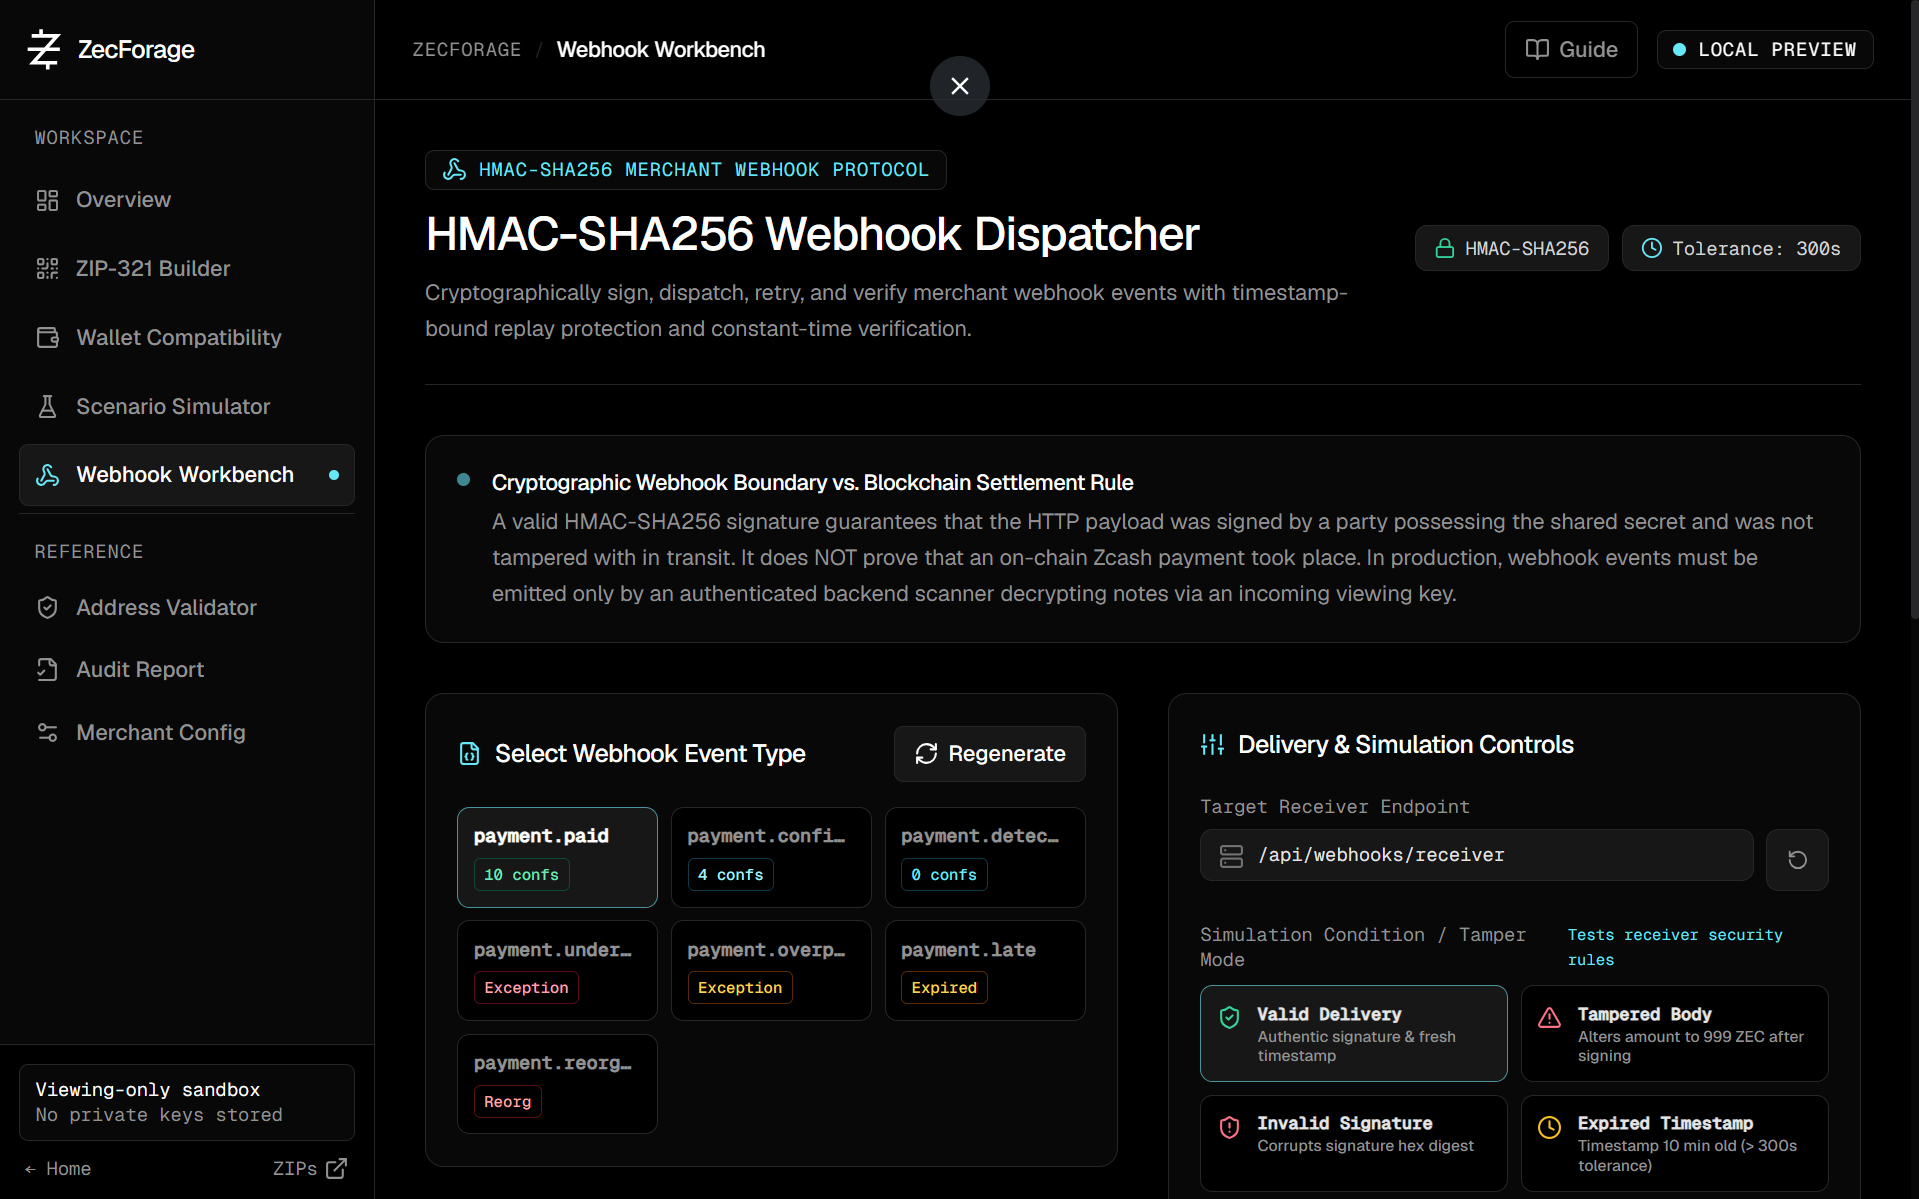 ZecForage
WORKSPACE
Overview
ZIP-321 Builder
Wallet Compatibility
Scenario Simulator
Webhook Workbench
REFERENCE
Address Validator
Audit Report
Merchant Config
Viewing-only sandbox
No private keys stored
← Home
ZIPs
ZECFORAGE / Webhook Workbench
Guide
LOCAL PREVIEW
HMAC-SHA256 MERCHANT WEBHOOK PROTOCOL
HMAC-SHA256 Webhook Dispatcher
Cryptographically sign, dispatch, retry, and verify merchant webhook events with timestamp-
bound replay protection and constant-time verification.
HMAC-SHA256
Tolerance: 300s
Cryptographic Webhook Boundary vs. Blockchain Settlement Rule
A valid HMAC-SHA256 signature guarantees that the HTTP payload was signed by a party possessing the shared secret and was not
tampered with in transit. It does NOT prove that an on-chain Zcash payment took place. In production, webhook events must be
emitted only by an authenticated backend scanner decrypting notes via an incoming viewing key.
Select Webhook Event Type
Regenerate
payment.paid
10 confs
payment.confi…
4 confs
payment.detec…
0 confs
payment.under…
Exception
payment.overp…
Exception
payment.late
Expired
payment.reorg…
Reorg
Delivery & Simulation Controls
Target Receiver Endpoint
/api/webhooks/receiver
Simulation Condition / Tamper
Mode
Tests receiver security
rules
Valid Delivery
Authentic signature & fresh
timestamp
Tampered Body
Alters amount to 999 ZEC after
signing
Invalid Signature
Corrupts signature hex digest
Expired Timestamp
Timestamp 10 min old (> 300s
tolerance)